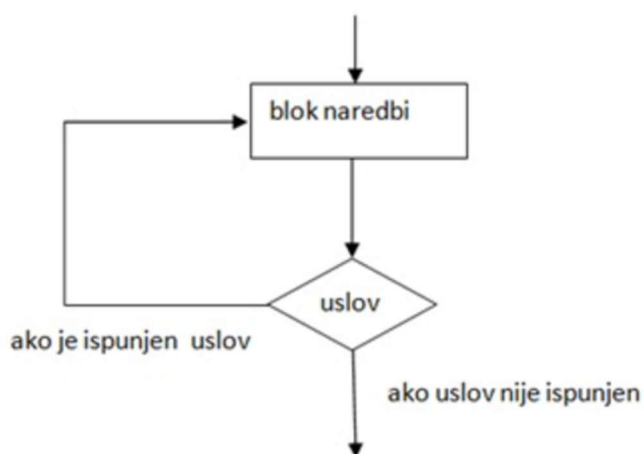 blok naredbi
uslov
ako je ispunjen uslov
ako uslov nije ispunjen